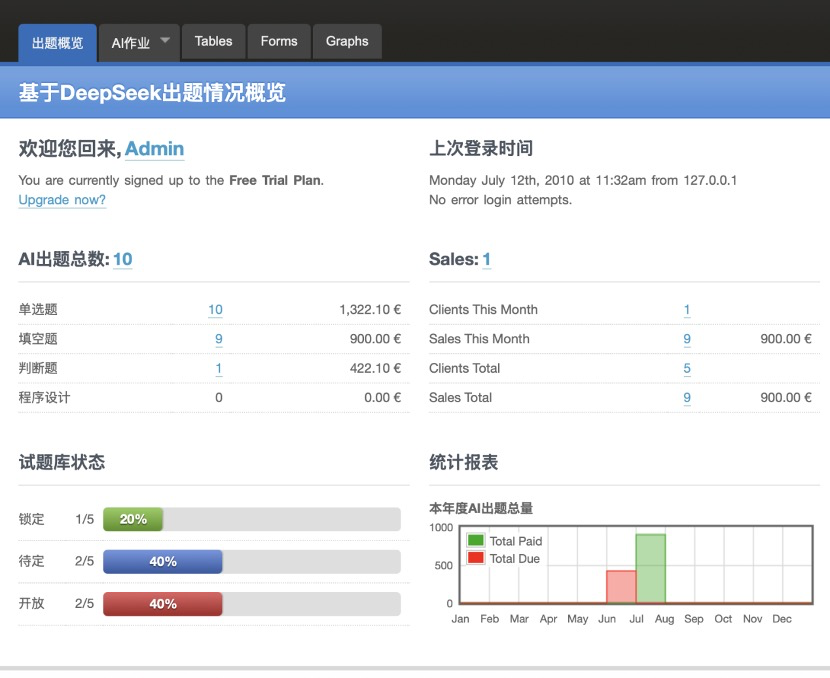 出题概览 AI作业 Tables Forms Graphs
基于DeepSeek出题情况概览
欢迎您回来, Admin
You are currently signed up to the Free Trial Plan.
Upgrade now?
上次登录时间
Monday July 12th, 2010 at 11:32am from 127.0.0.1
No error login attempts.
AI出题总数: 10
单选题 10 1,322.10 €
填空题 9 900.00 €
判断题 1 422.10 €
程序设计 0 0.00 €
Sales: 1
Clients This Month 1
Sales This Month 9 900.00 €
Clients Total 5
Sales Total 9 900.00 €
试题库状态
锁定 1/5 20%
待定 2/5 40%
开放 2/5 40%
统计报表
本年度AI出题总量
1000
500
0
Total Paid
Total Due
Jan Feb Mar Apr May Jun Jul Aug Sep Oct Nov Dec